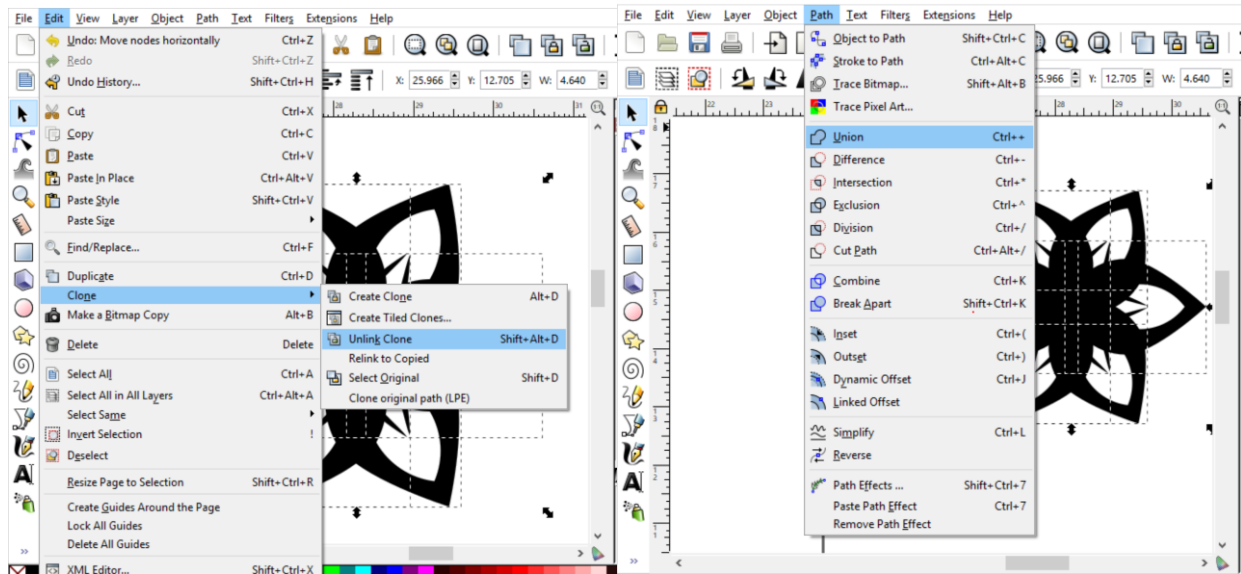 File Edit View Layer Object Path Text Filters Extensions Help
Undo: Move nodes horizontally Ctrl+Z
Redo Shift+Ctrl+Z
Undo History... Shift+Ctrl+H
Cut Ctrl+X
Copy Ctrl+C
Paste Ctrl+V
Paste In Place Ctrl+Alt+V
Paste Style Shift+Ctrl+V
Paste Size
Find/Replace... Ctrl+F
Duplicate Ctrl+D
Clone
Make a Bitmap Copy Alt+B
Delete Delete
Select All Ctrl+A
Select All in All Layers Ctrl+Alt+A
Select Same
Invert Selection !
Deselect
Resize Page to Selection Shift+Ctrl+R
Create Guides Around the Page
Lock All Guides
Delete All Guides
XML Editor... Shift+Ctrl+X
X: 25.966 Y: 12.705 W: 4.640
28 29 30 31
Create Clone Alt+D
Create Tiled Clones...
Unlink Clone Shift+Alt+D
Relink to Copied
Select Original Shift+D
Clone original path (LPE)
File Edit View Layer Object Path Text Filters Extensions Help
Object to Path Shift+Ctrl+C
Stroke to Path Ctrl+Alt+C
Trace Bitmap... Shift+Alt+B
Trace Pixel Art...
Union Ctrl++
Difference Ctrl+-
Intersection Ctrl+*
Exclusion Ctrl+^
Division Ctrl+/
Cut Path Ctrl+Alt+/
Combine Ctrl+K
Break Apart Shift+Ctrl+K
Inset Ctrl+(
Outset Ctrl+)
Dynamic Offset Ctrl+J
Linked Offset
Simplify Ctrl+L
Reverse
Path Effects ... Shift+Ctrl+7
Paste Path Effect Ctrl+7
Remove Path Effect
5.966 Y: 12.705 W: 4.640
22 23 28 29 30